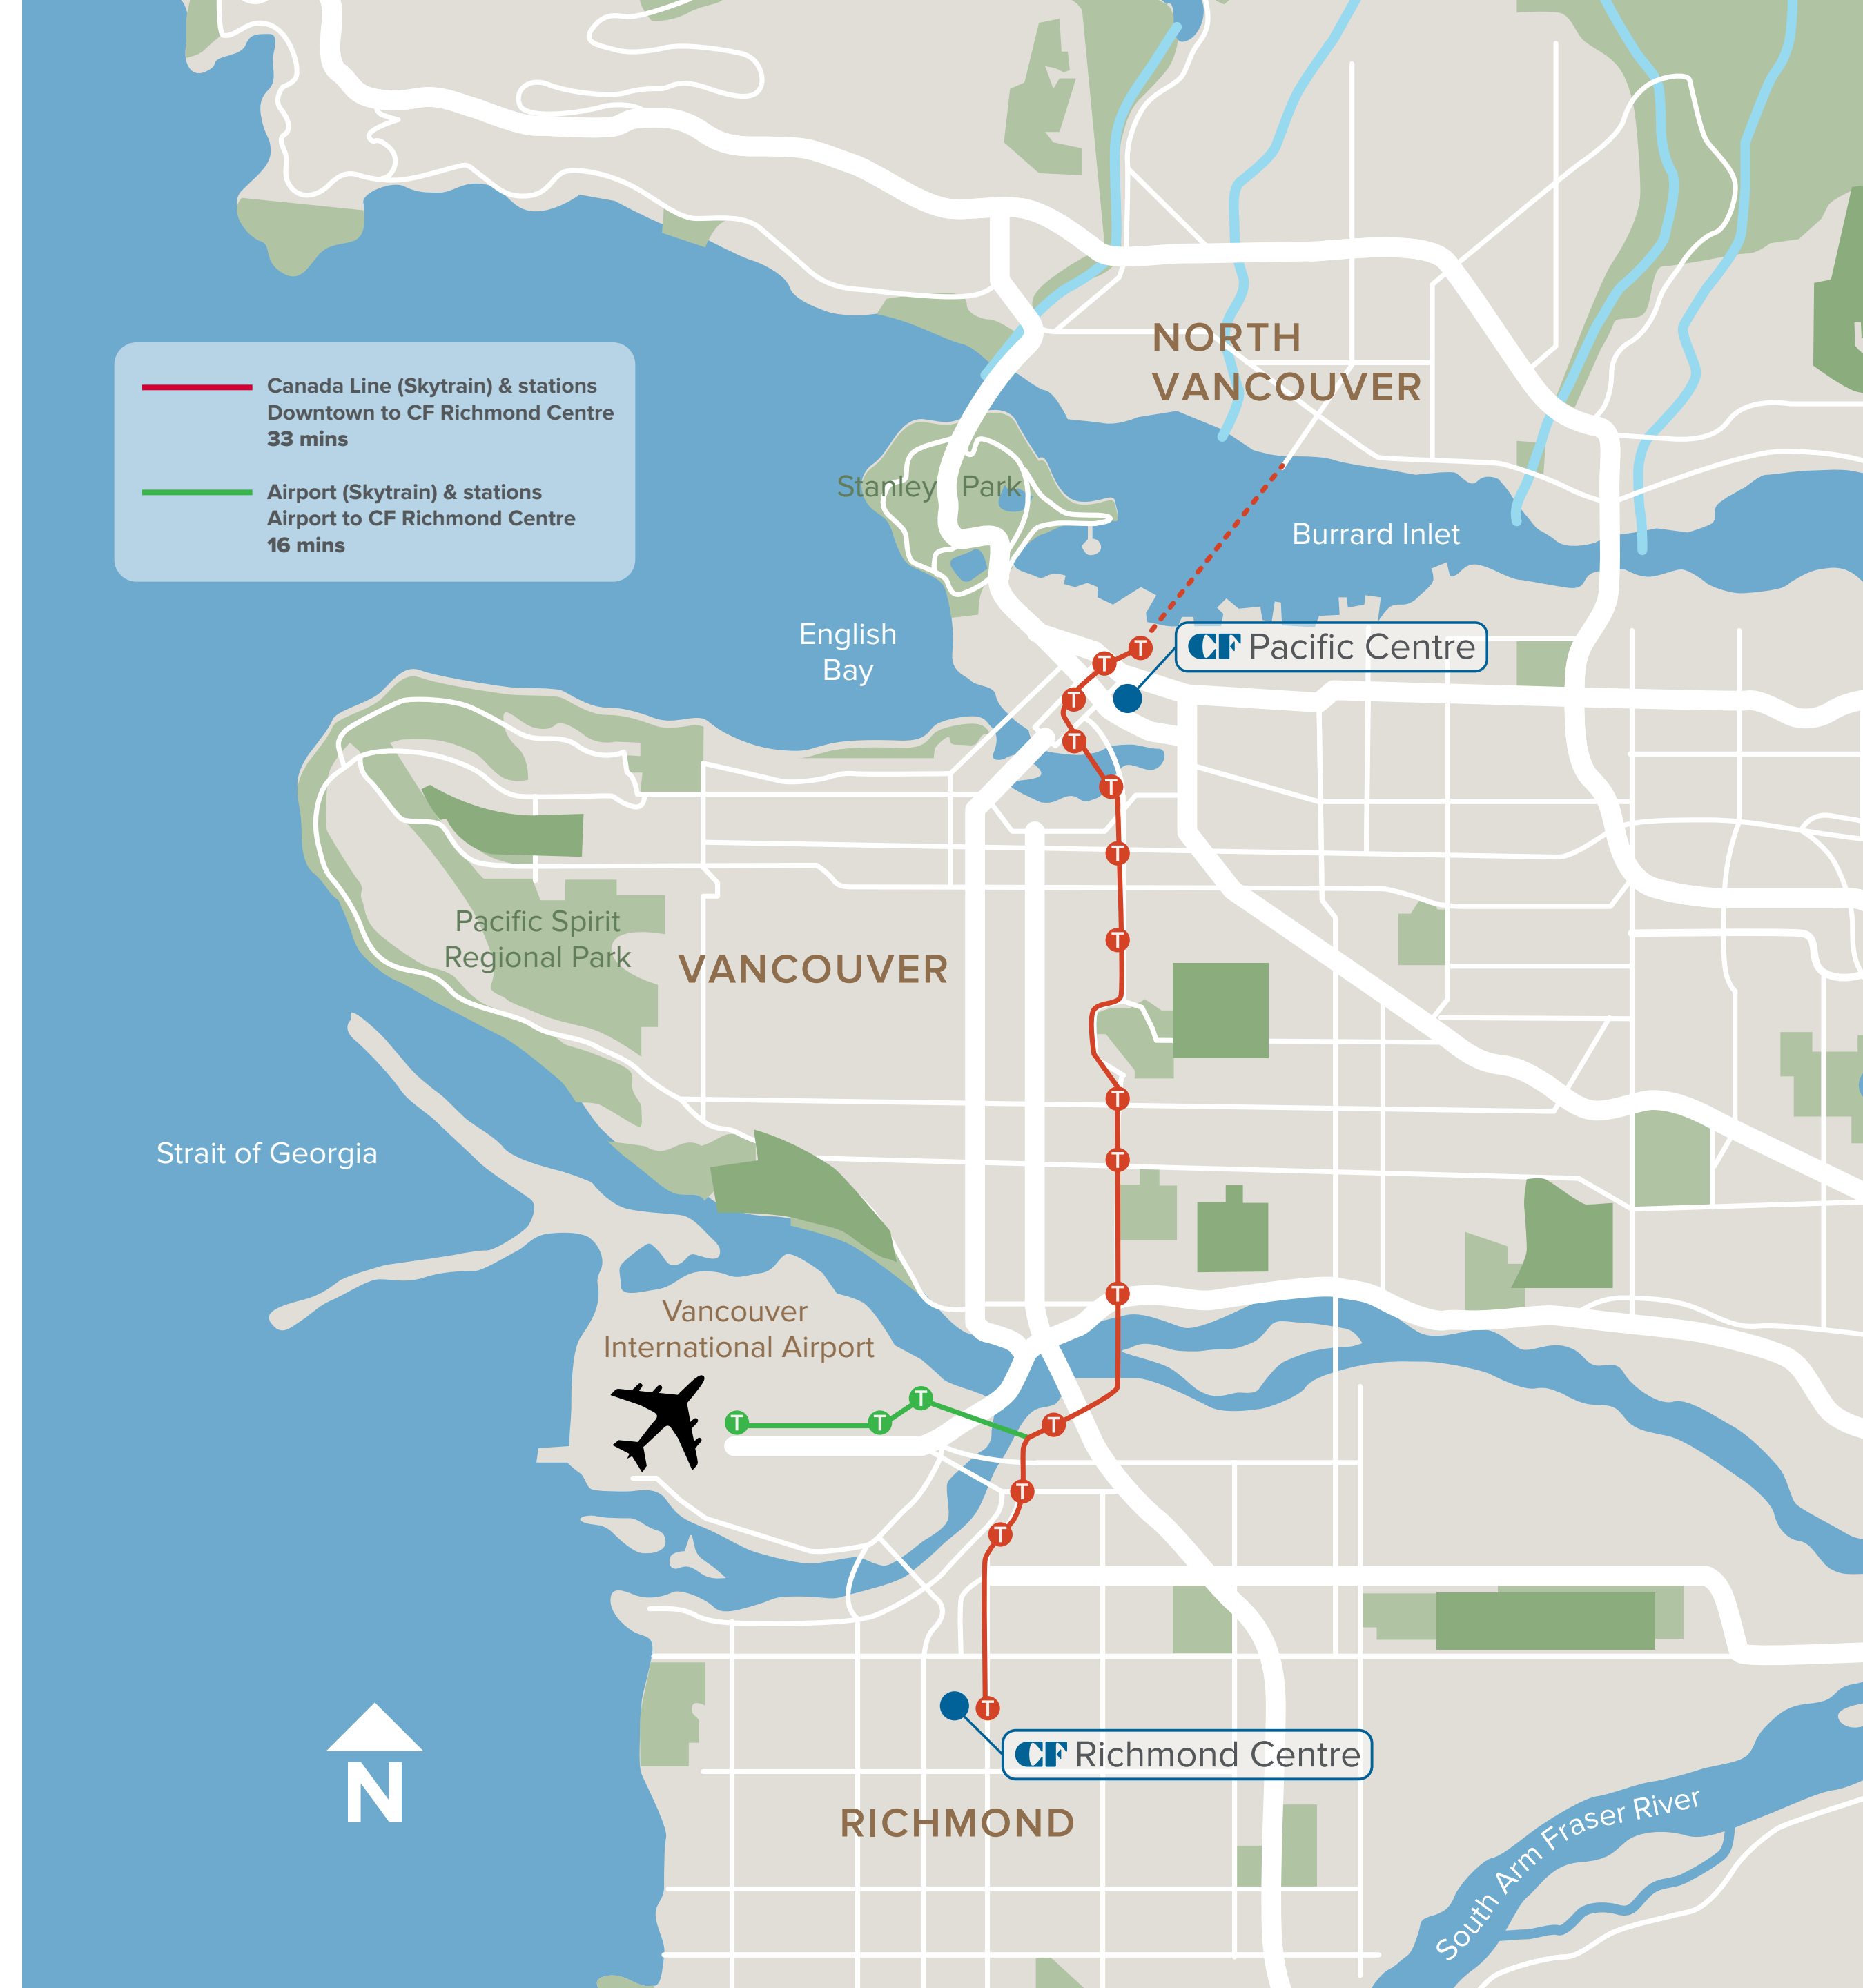 NORTH
VANCOUVER
Canada Line (Skytrain) & stations
Downtown to CF Richmond Centre
33 mins
Airport (Skytrain) & stations
Airport to CF Richmond Centre
16 mins
Stanley Park
Burrard Inlet
English
Bay
CF Pacific Centre
T
T
T
T
T
T
T
Pacific Spirit
Regional Park
VANCOUVER
T
T
Strait of Georgia
T
Vancouver
International Airport
T
T
T
T
T
T
T
CF Richmond Centre
N
RICHMOND
South Arm Fraser River